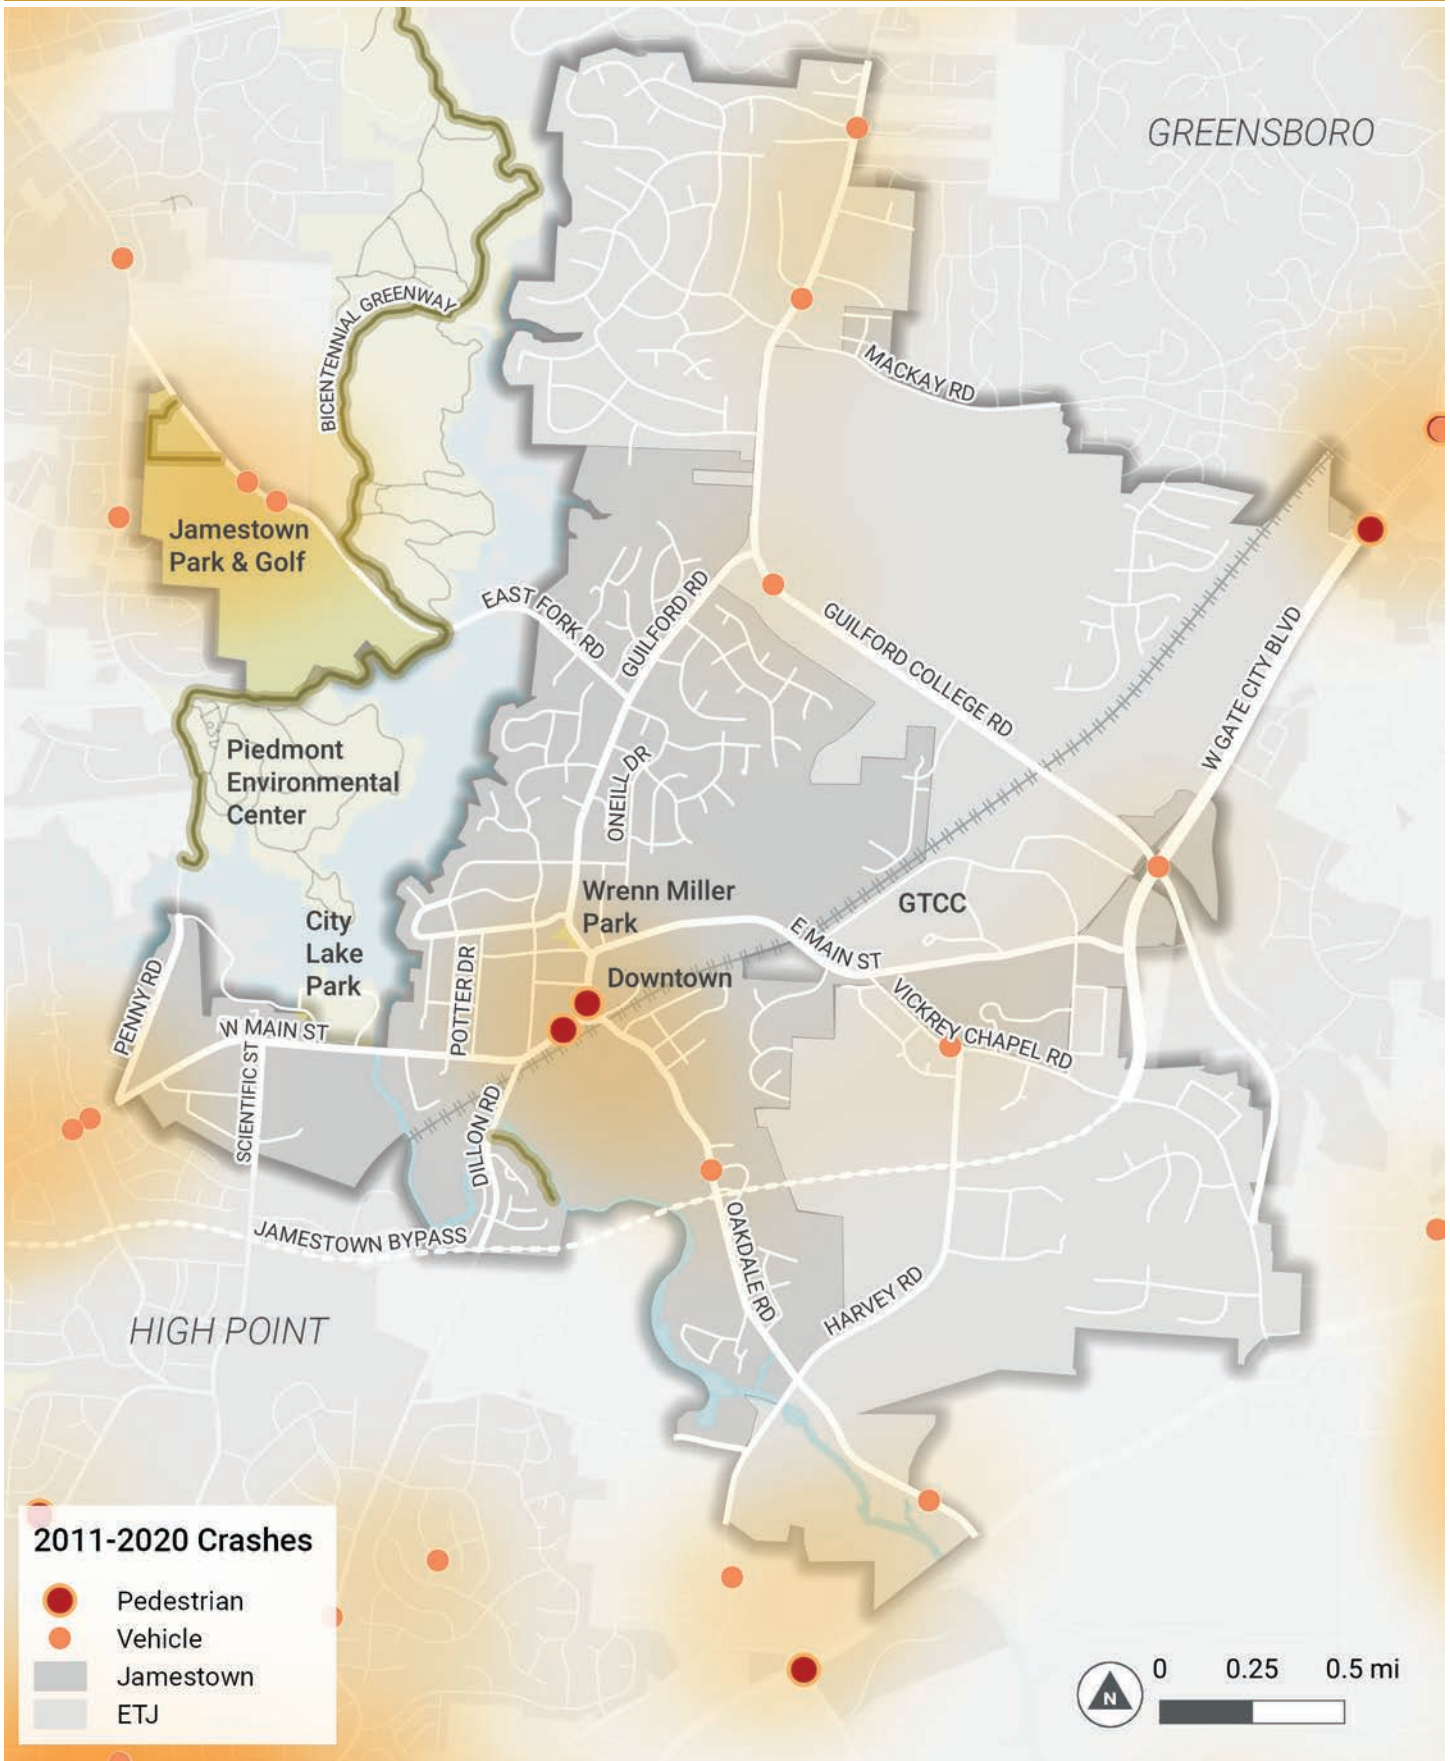 GREENSBORO
BICENTENNIAL GREENWAY
MACKAY RD
Jamestown
Park & Golf
EAST FORK RD
GUILFORD RD
GUILFORD COLLEGE RD
W GATE CITY BLVD
Piedmont
Environmental
Center
ONEILL DR
Wrenn Miller
Park
GTCC
City
Lake
Park
E MAIN ST
Downtown
POTTER DR
PENNY RD
W MAIN ST
VICKREY CHAPEL RD
SCIENTIFIC ST
DILLON RD
JAMESTOWN BYPASS
OAKDALE RD
HARVEY RD
HIGH POINT
2011-2020 Crashes
Pedestrian
Vehicle
Jamestown
ETJ
N
0 0.25 0.5 mi